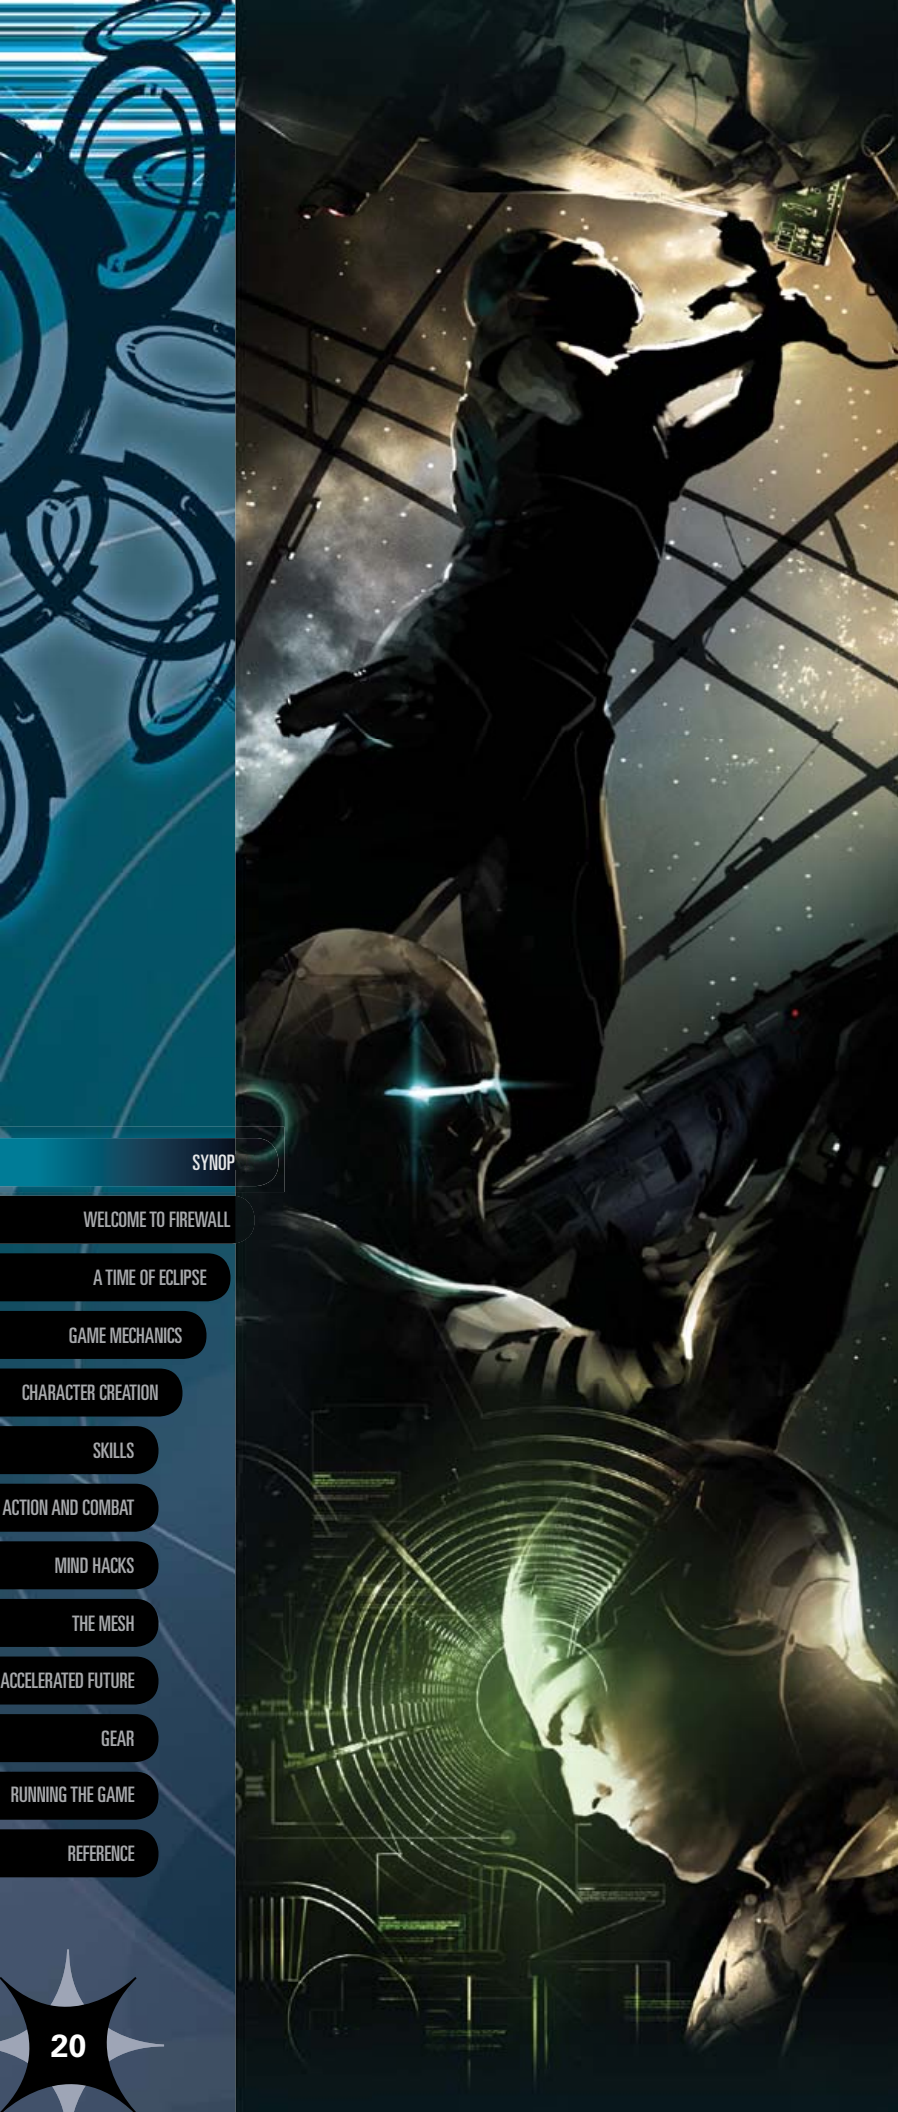 SYNOP
WELCOME TO FIREWALL
A TIME OF ECLIPSE
GAME MECHANICS
CHARACTER CREATION
SKILLS
ACTION AND COMBAT
MIND HACKS
THE MESH
ACCELERATED FUTURE
GEAR
RUNNING THE GAME
REFERENCE
20